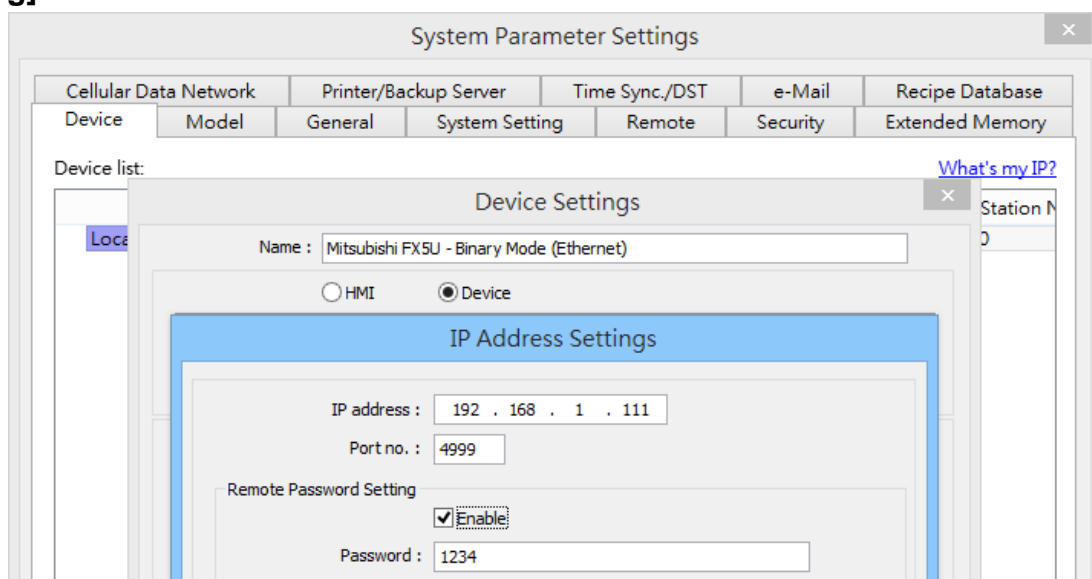 g]
System Parameter Settings
Cellular Data Network Printer/Backup Server Time Sync./DST e-Mail Recipe Database
Device Model General System Setting Remote Security Extended Memory
Device list: What's my IP?
Device Settings
Station N
Loca 0
Name : Mitsubishi FX5U - Binary Mode (Ethernet)
HMI Device
IP Address Settings
IP address : 192 . 168 . 1 . 111
Port no. : 4999
Remote Password Setting
Enable
Password : 1234